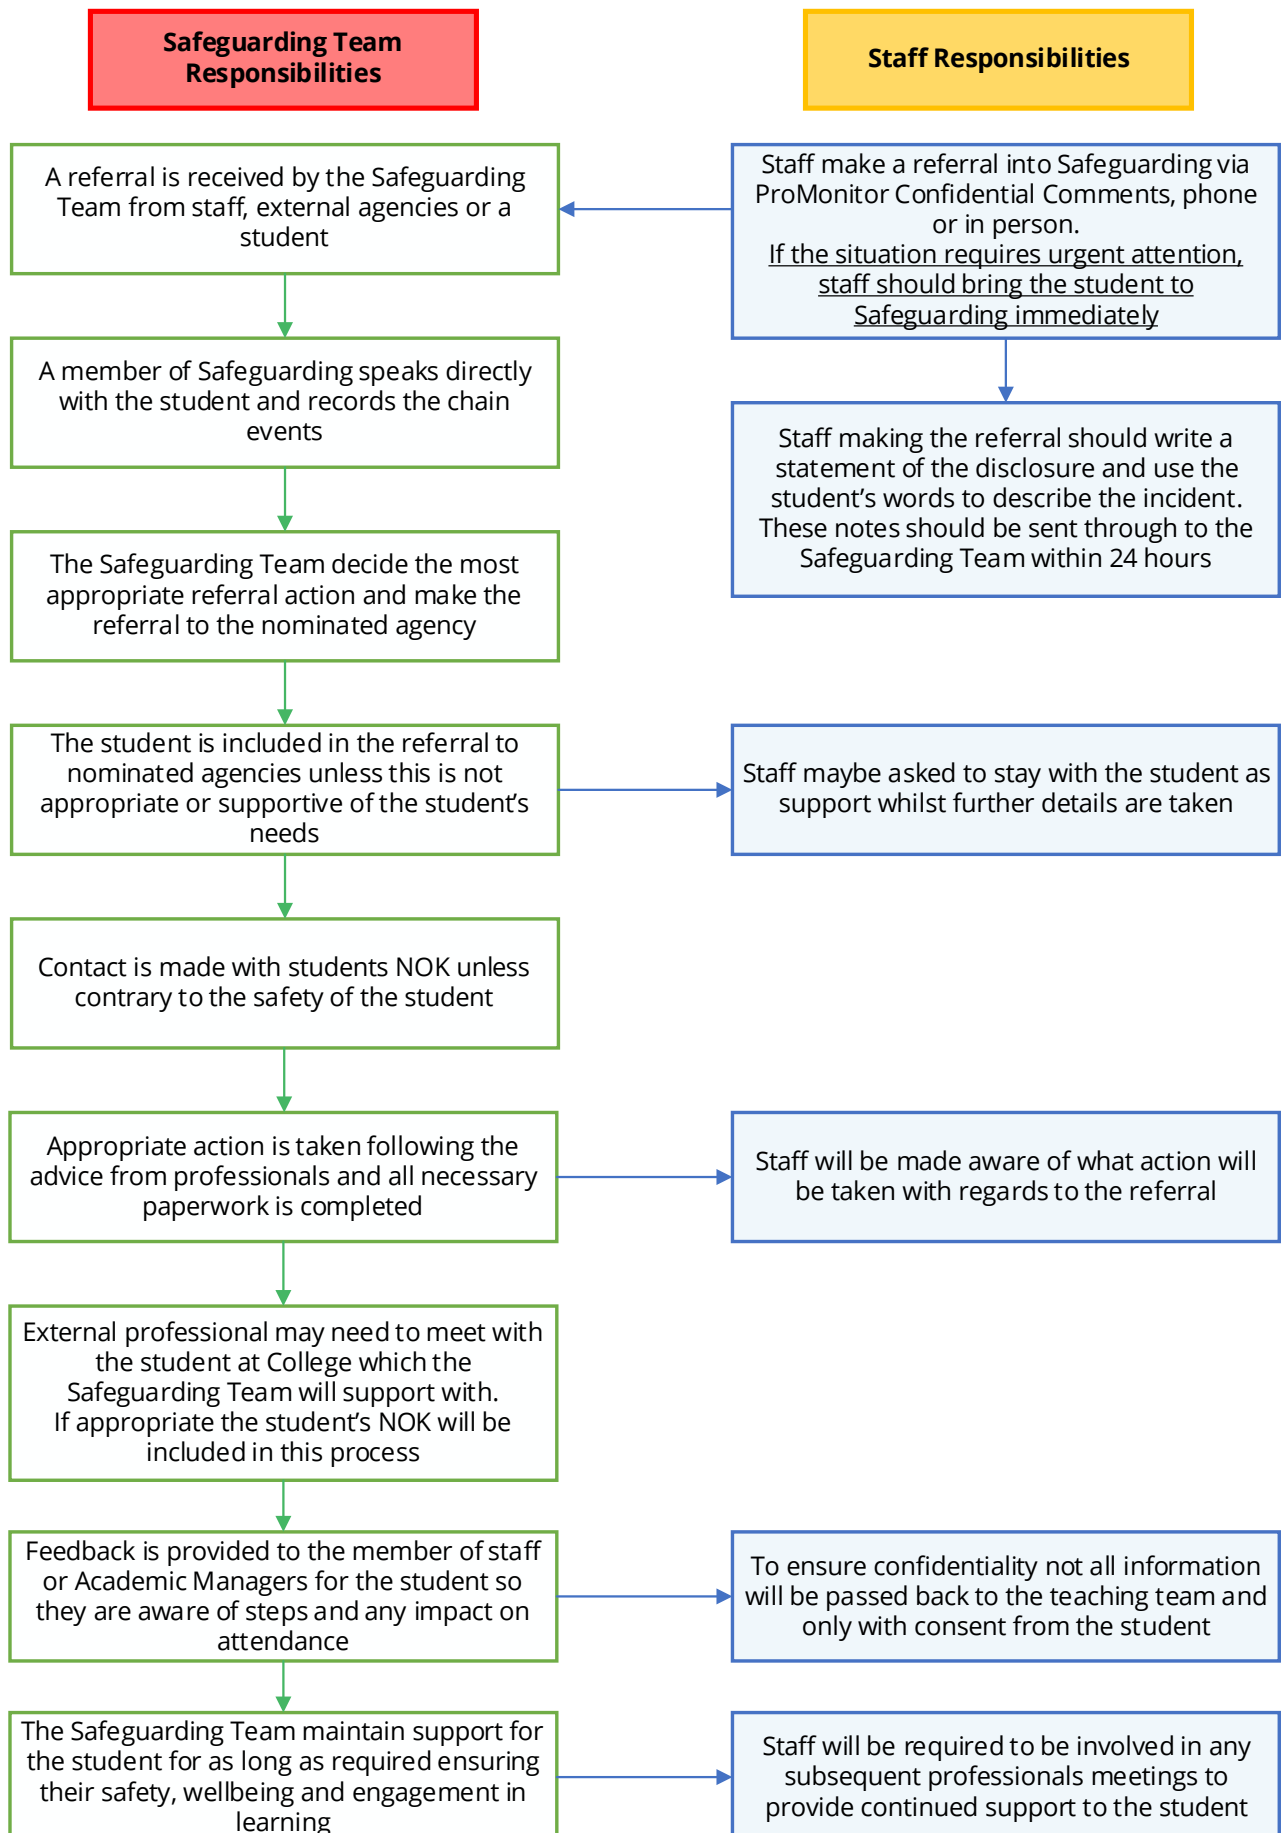 Safeguarding Team
Responsibilities
Staff Responsibilities
A referral is received by the Safeguarding
Team from staff, external agencies or a
student
Staff make a referral into Safeguarding via
ProMonitor Confidential Comments, phone
or in person.
If the situation requires urgent attention,
staff should bring the student to
Safeguarding immediately
A member of Safeguarding speaks directly
with the student and records the chain
events
Staff making the referral should write a
statement of the disclosure and use the
student’s words to describe the incident.
These notes should be sent through to the
Safeguarding Team within 24 hours
The Safeguarding Team decide the most
appropriate referral action and make the
referral to the nominated agency
The student is included in the referral to
nominated agencies unless this is not
appropriate or supportive of the student’s
needs
Staff maybe asked to stay with the student as
support whilst further details are taken
Contact is made with students NOK unless
contrary to the safety of the student
Appropriate action is taken following the
advice from professionals and all necessary
paperwork is completed
Staff will be made aware of what action will
be taken with regards to the referral
External professional may need to meet with
the student at College which the
Safeguarding Team will support with.
If appropriate the student’s NOK will be
included in this process
Feedback is provided to the member of staff
or Academic Managers for the student so
they are aware of steps and any impact on
attendance
To ensure confidentiality not all information
will be passed back to the teaching team and
only with consent from the student
The Safeguarding Team maintain support for
the student for as long as required ensuring
their safety, wellbeing and engagement in
learning
Staff will be required to be involved in any
subsequent professionals meetings to
provide continued support to the student